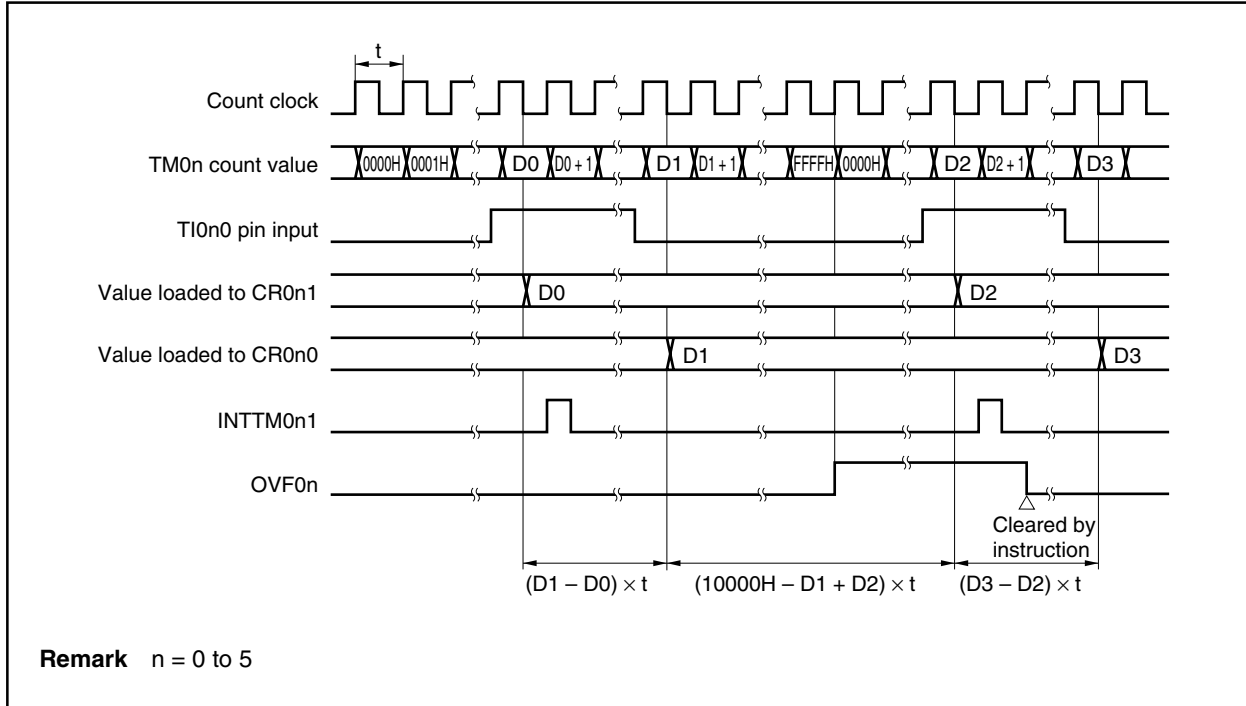 t
Count clock
TM0n count value 0000H 0001H D0 D0 + 1 D1 D1 + 1 FFFFH 0000H D2 D2 + 1 D3
TI0n0 pin input
Value loaded to CR0n1 D0 D2
Value loaded to CR0n0 D1 D3
INTTM0n1
OVF0n
Cleared by
instruction
(D1 – D0) × t (10000H – D1 + D2) × t (D3 – D2) × t
Remark n = 0 to 5